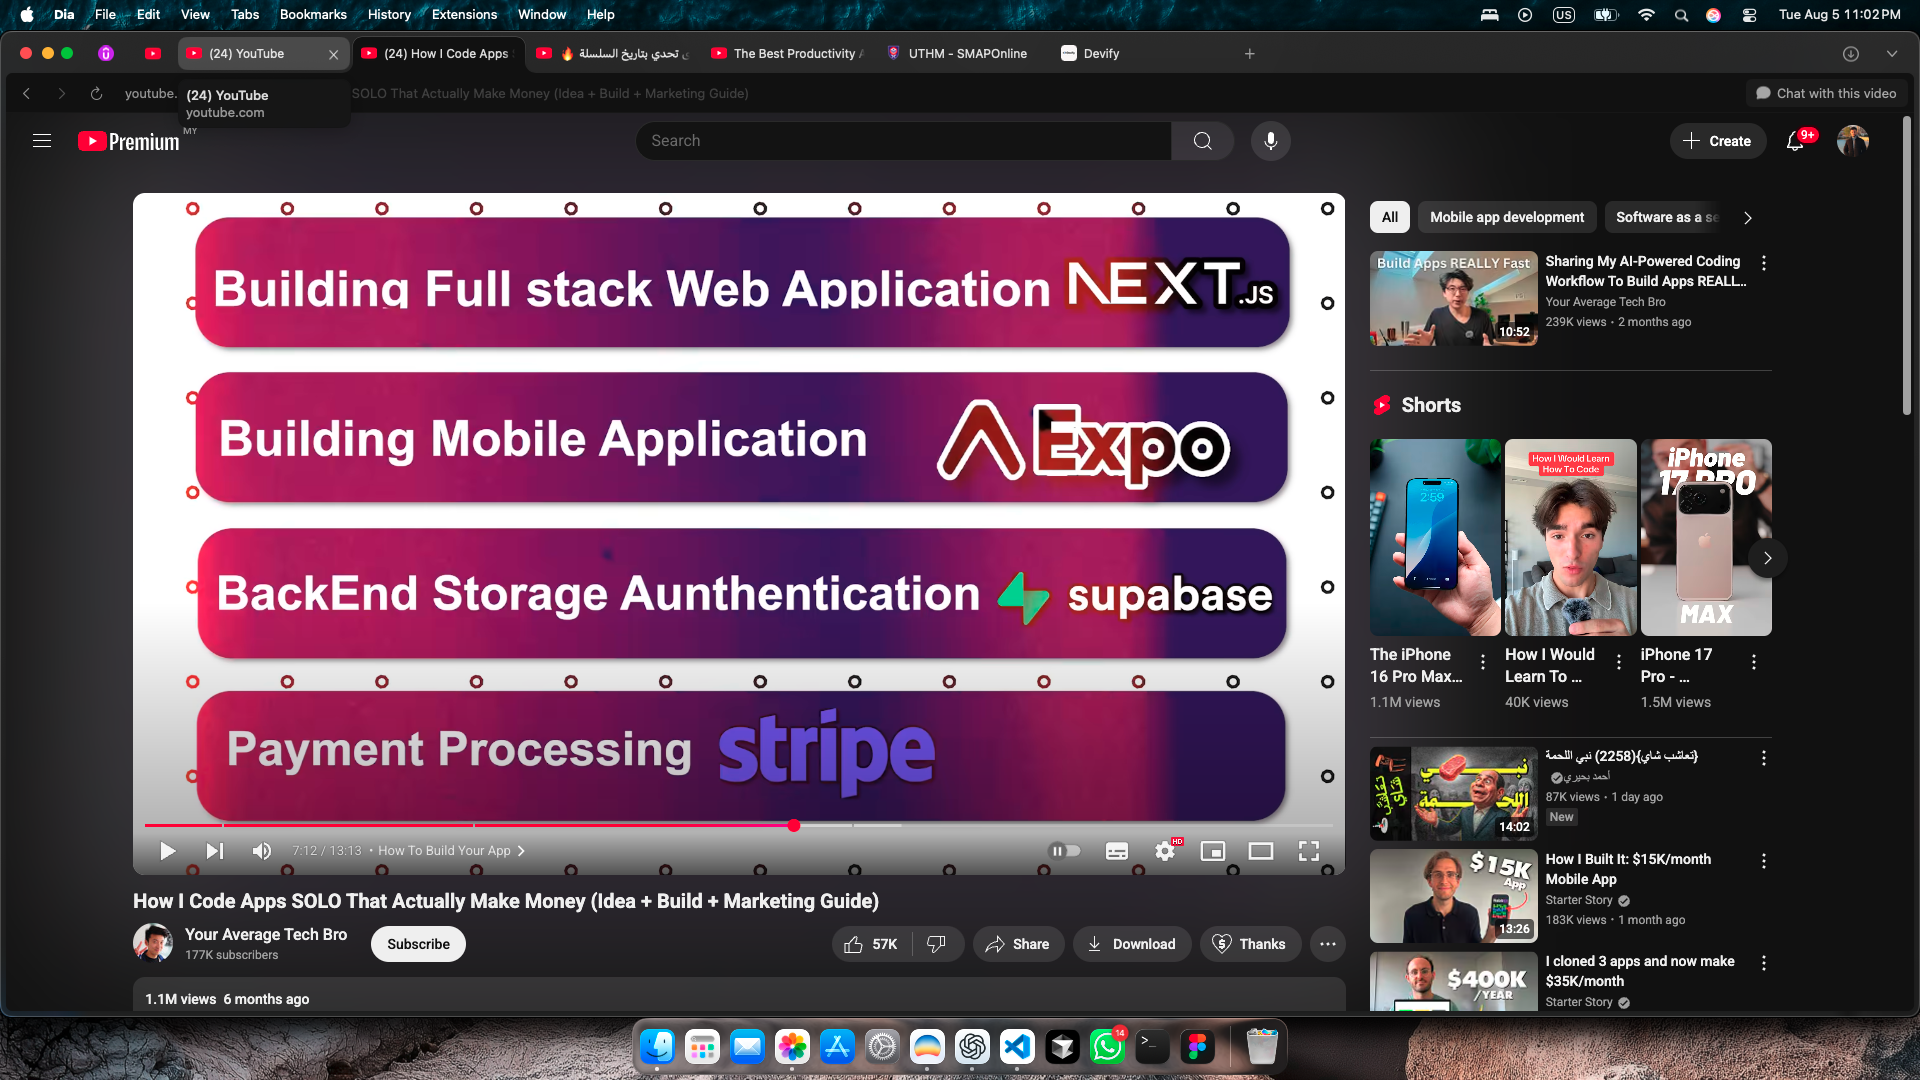 Dia File Edit View Tabs Bookmarks History Extensions Window Help
US
Tue Aug 5 11:02 PM
(24) YouTube
(24) How I Code Apps
ى تحدي بتاريخ السلسلة 🔥
The Best Productivity A
UTHM - SMAPOnline
Devify
youtube.
SOLO That Actually Make Money (Idea + Build + Marketing Guide)
Chat with this video
(24) YouTube
youtube.com
Premium
MY
Search
Create
9+
Building Full stack Web Application NEXT.JS
Building Mobile Application Expo
BackEnd Storage Aunthentication supabase
Payment Processing stripe
7:12 / 13:13 • How To Build Your App
HD
How I Code Apps SOLO That Actually Make Money (Idea + Build + Marketing Guide)
Your Average Tech Bro
177K subscribers
Subscribe
57K
Share
Download
Thanks
1.1M views 6 months ago
All
Mobile app development
Software as a se
Build Apps REALLY Fast
10:52
Sharing My AI-Powered Coding
Workflow To Build Apps REALL...
Your Average Tech Bro
239K views • 2 months ago
Shorts
2:59
The iPhone
16 Pro Max...
1.1M views
How I Would Learn
How To Code
How I Would
Learn To ...
40K views
iPhone
17 PRO
MAX
iPhone 17
Pro - ...
1.5M views
نبي
اللحمة
14:02
{تعاشب شاي}(2258) نبي اللحمة
أحمد بحيري
87K views • 1 day ago
New
$15K
App
13:26
How I Built It: $15K/month
Mobile App
Starter Story
183K views • 1 month ago
$400K
/YEAR
I cloned 3 apps and now make
$35K/month
Starter Story
14